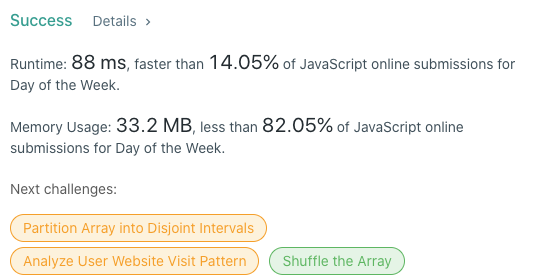 Success Details >
Runtime: 88 ms, faster than 14.05% of JavaScript online submissions for
Day of the Week.
Memory Usage: 33.2 MB, less than 82.05% of JavaScript online
submissions for Day of the Week.
Next challenges:
Partition Array into Disjoint Intervals
Analyze User Website Visit Pattern Shuffle the Array